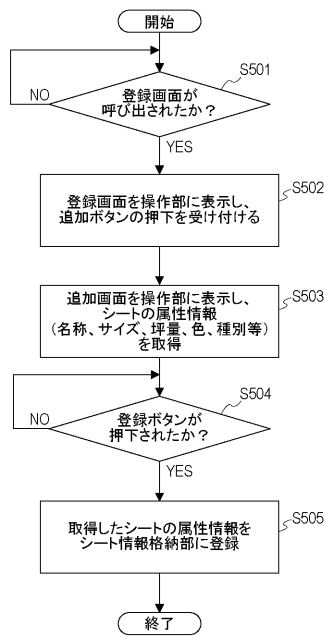 開始
S501
登録画面が
呼び出されたか？
NO
YES
S502
登録画面を操作部に表示し、
追加ボタンの押下を受け付ける
S503
追加画面を操作部に表示し、
シートの属性情報
（名称、サイズ、坪量、色、種別等）
を取得
S504
登録ボタンが
押下されたか？
NO
YES
S505
取得したシートの属性情報を
シート情報格納部に登録
終了